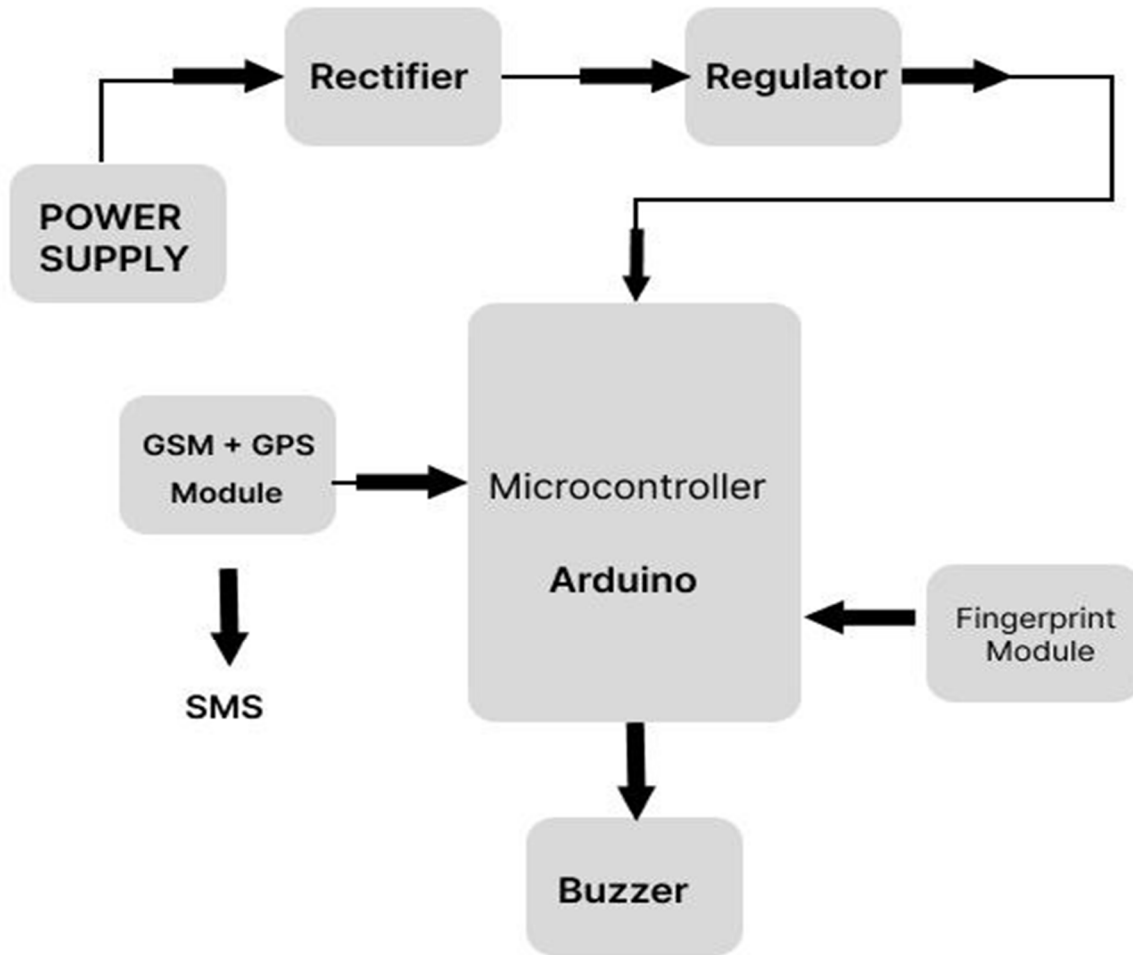 Rectifier
Regulator
POWER
SUPPLY
GSM + GPS
Module
Microcontroller
Arduino
Fingerprint
Module
SMS
Buzzer